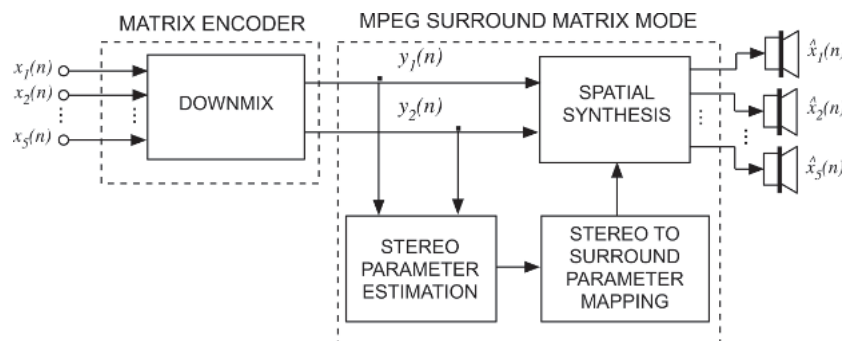 MATRIX ENCODER
MPEG SURROUND MATRIX MODE
x1(n)
x2(n)
⋮
x5(n)
⋮
DOWNMIX
y1(n)
y2(n)
SPATIAL
SYNTHESIS
⋮
x̂1(n)
x̂2(n)
⋮
x̂5(n)
STEREO
PARAMETER
ESTIMATION
STEREO TO
SURROUND
PARAMETER
MAPPING